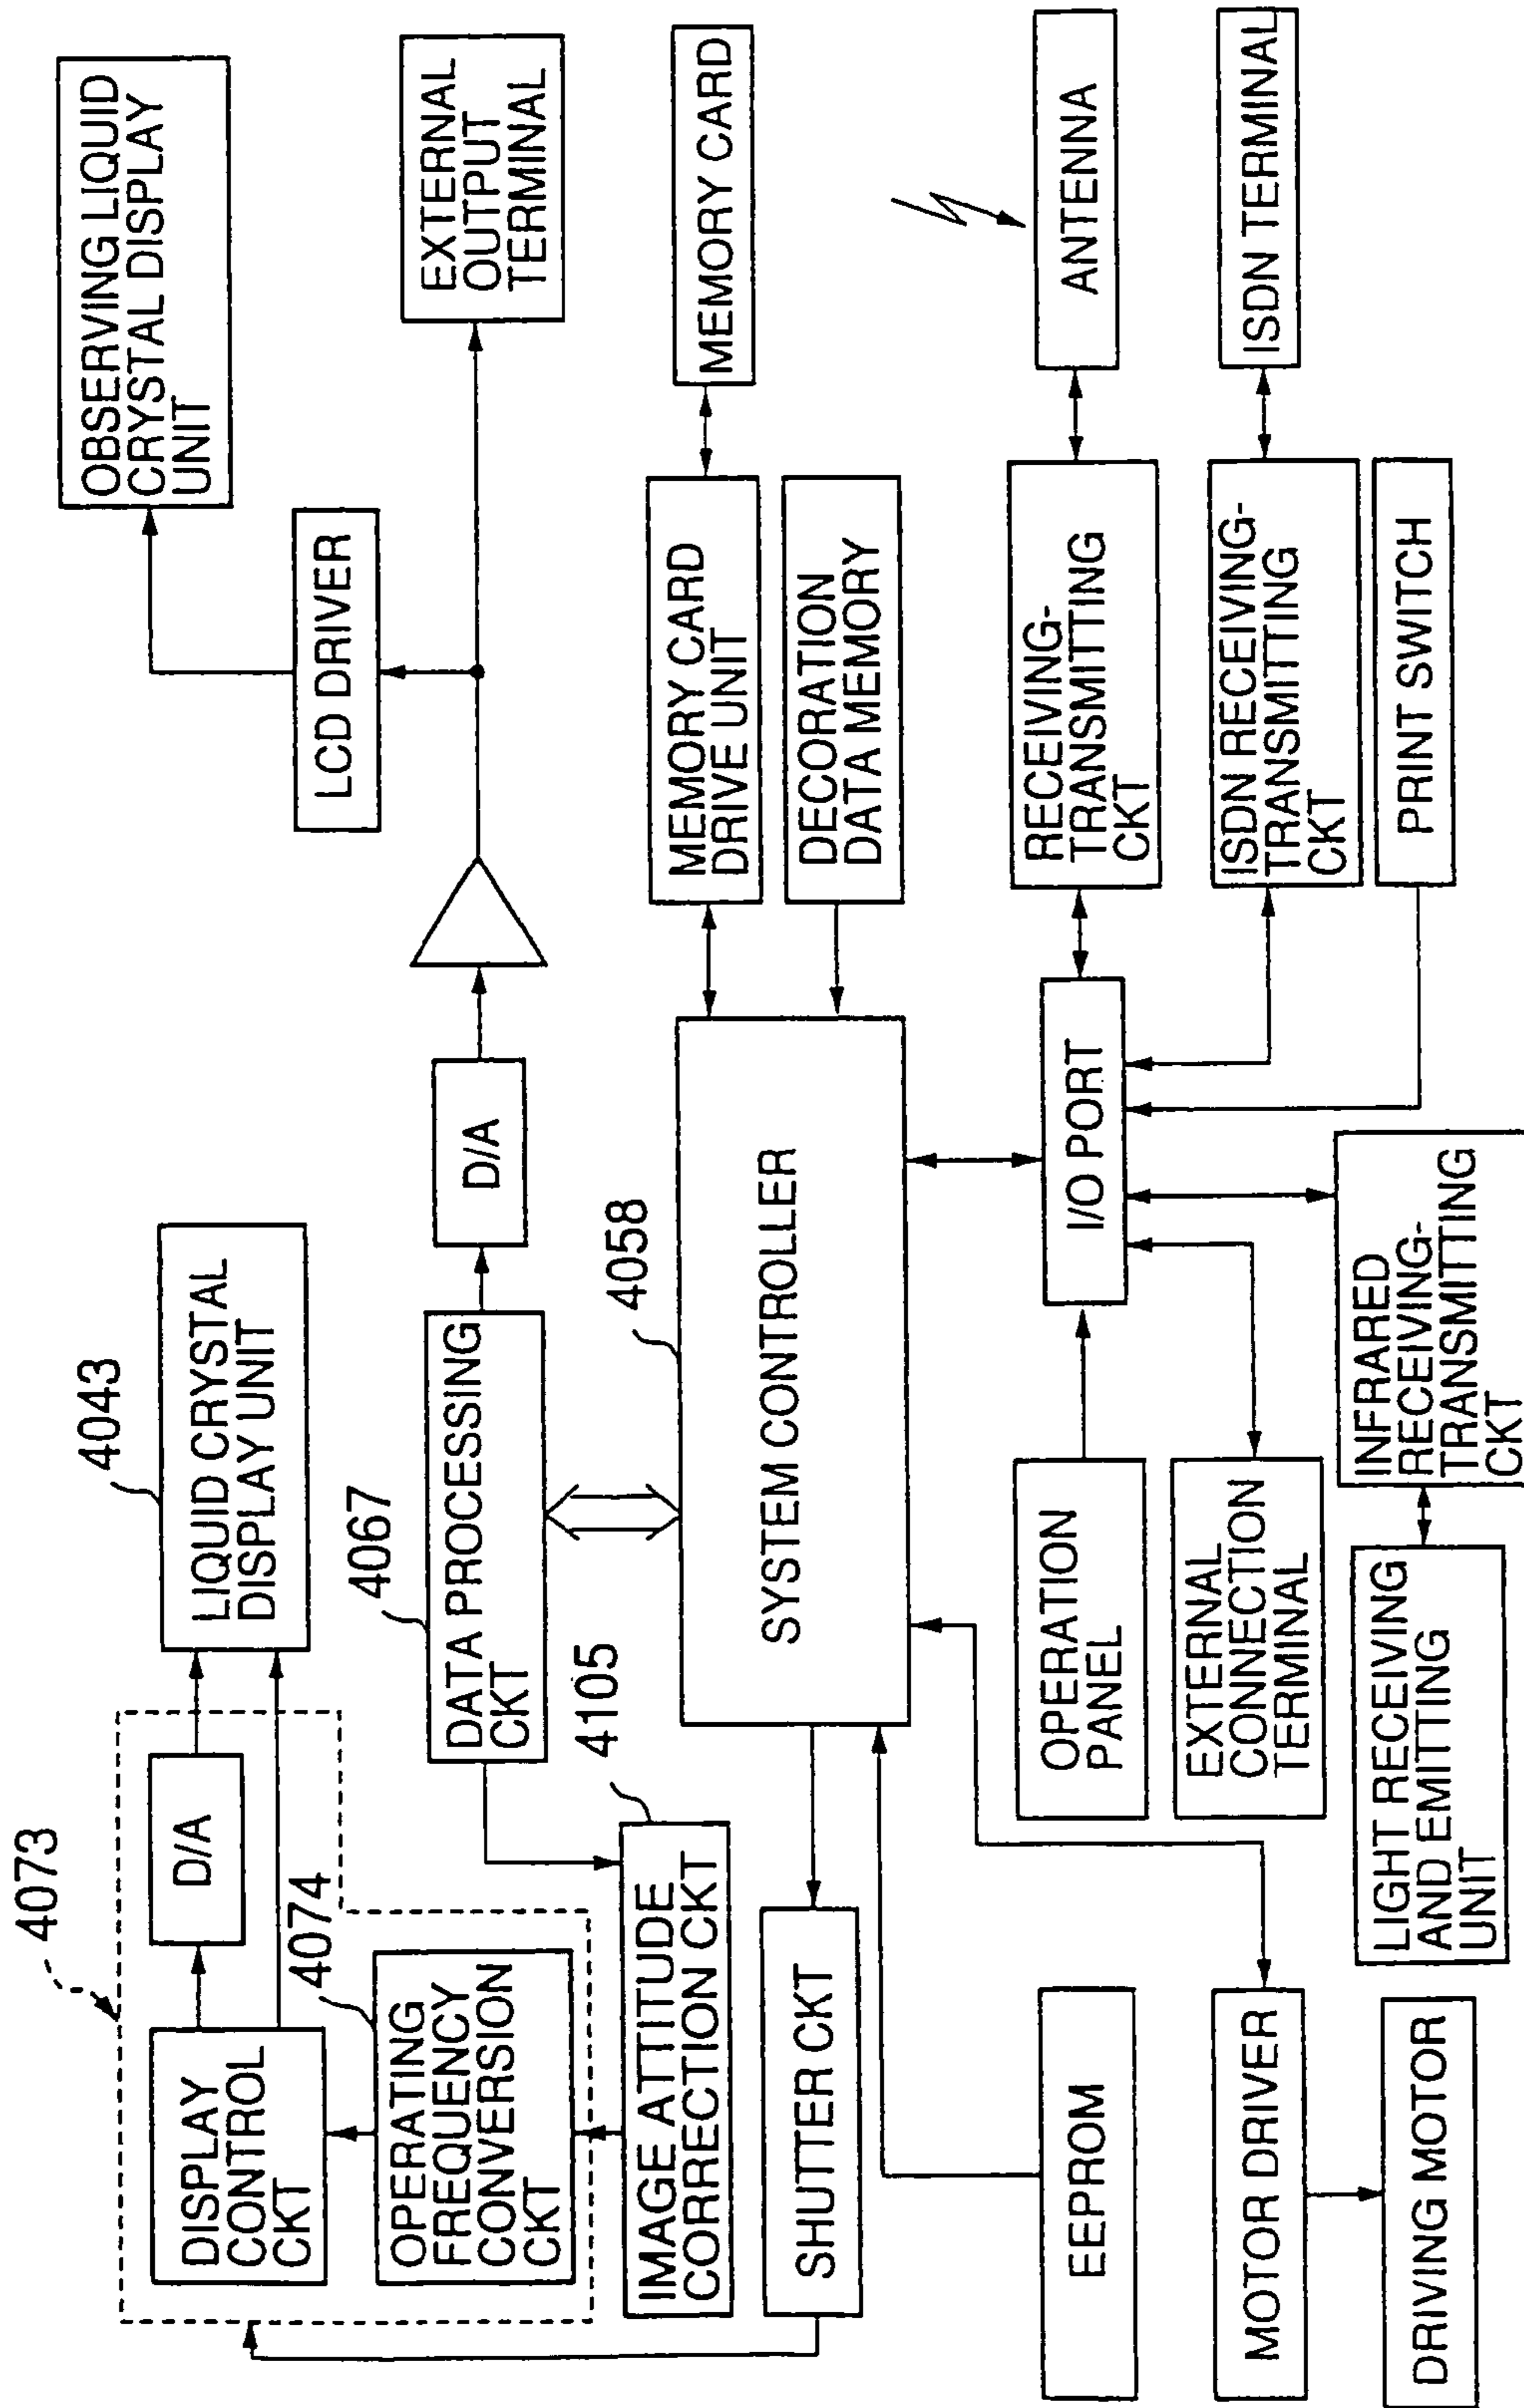 4073
DISPLAY
CONTROL
CKT
D/A
4074
OPERATING
FREQUENCY
CONVERSION
CKT
4043
LIQUID CRYSTAL
DISPLAY UNIT
OBSERVING LIQUID
CRYSTAL DISPLAY
UNIT
LCD DRIVER
EXTERNAL
OUTPUT
TERMINAL
4067
DATA PROCESSING
CKT
D/A
4105
IMAGE ATTITUDE
CORRECTION CKT
SHUTTER CKT
4058
SYSTEM CONTROLLER
MEMORY CARD
DRIVE UNIT
MEMORY CARD
DECORATION
DATA MEMORY
EEPROM
OPERATION
PANEL
I/O PORT
RECEIVING-
TRANSMITTING
CKT
ANTENNA
MOTOR DRIVER
EXTERNAL
CONNECTION
TERMINAL
ISDN RECEIVING-
TRANSMITTING
CKT
ISDN TERMINAL
DRIVING MOTOR
LIGHT RECEIVING
AND EMITTING
UNIT
INFRARED
RECEIVING-
TRANSMITTING
CKT
PRINT SWITCH